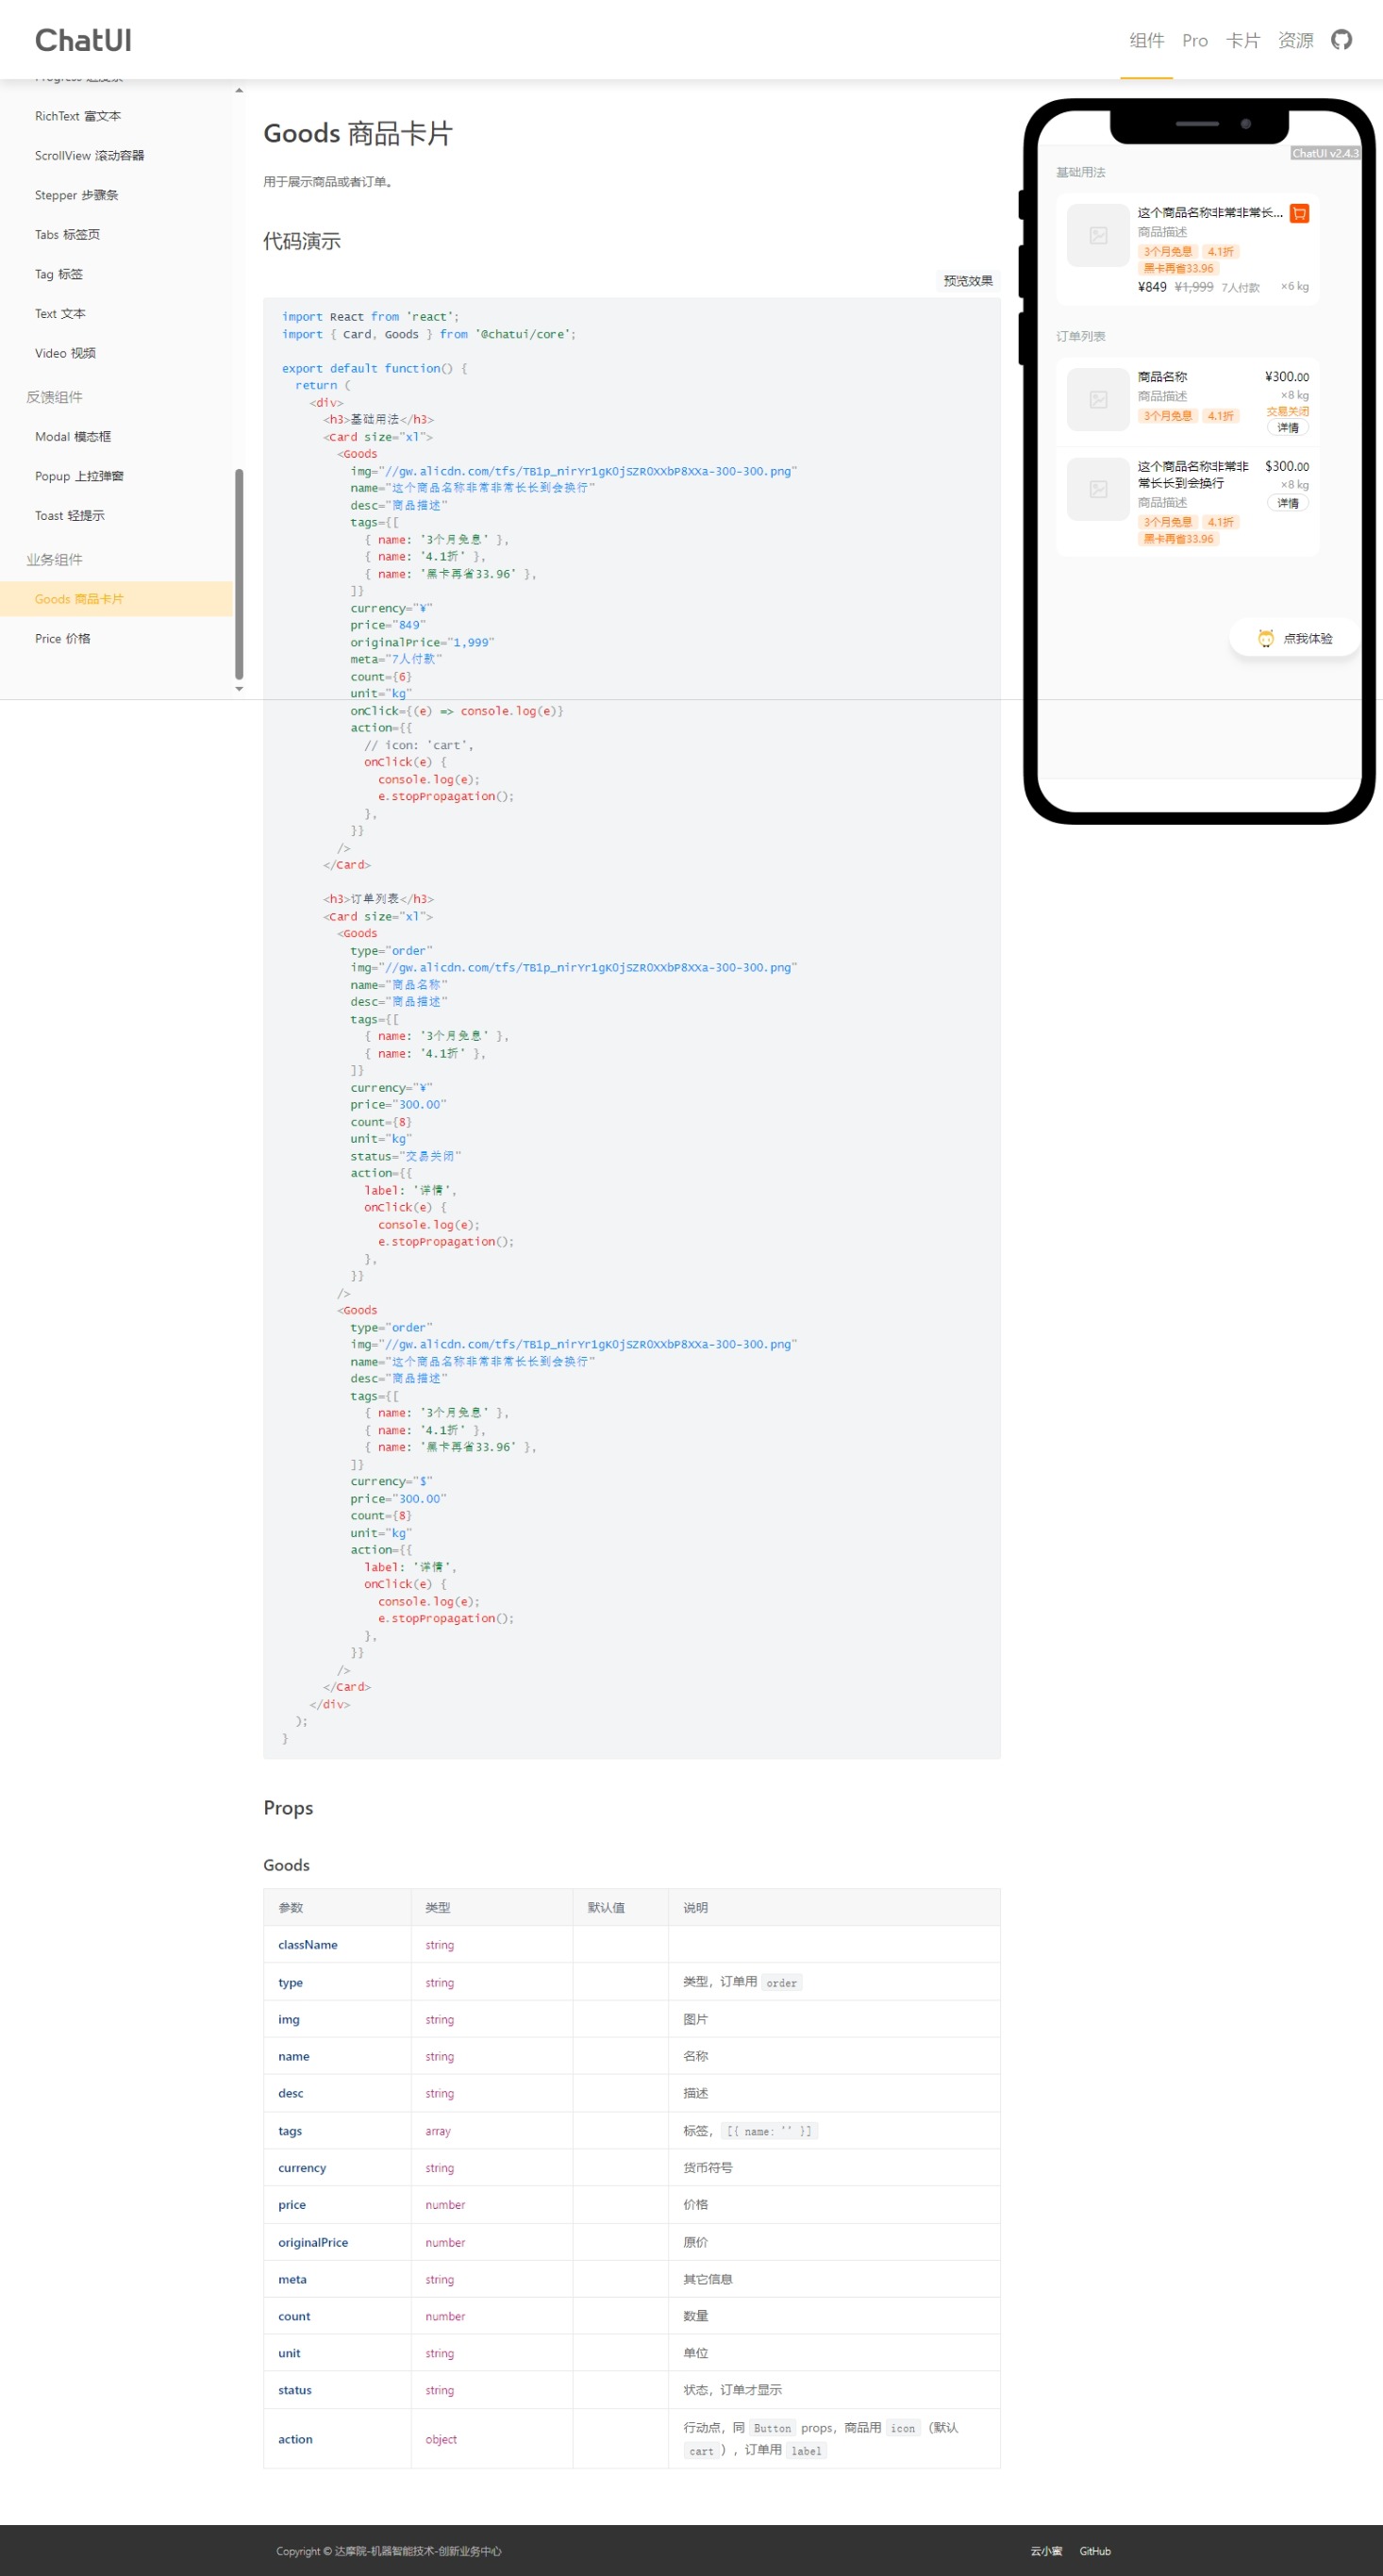 ChatUI
组件
Pro
卡片
资源
Progress 进度条
RichText 富文本
ScrollView 滚动容器
Stepper 步骤条
Tabs 标签页
Tag 标签
Text 文本
Video 视频
反馈组件
Modal 模态框
Popup 上拉弹窗
Toast 轻提示
业务组件
Goods 商品卡片
Price 价格
Goods 商品卡片
用于展示商品或者订单。
代码演示
预览效果
import React from 'react';
import { Card, Goods } from '@chatui/core';
export default function() {
return (
<div>
<h3>基础用法</h3>
<Card size="xl">
<Goods
img="//gw.alicdn.com/tfs/TB1p_nirYr1gK0jSZR0XXbP8XXa-300-300.png"
name="这个商品名称非常非常长长到会换行"
desc="商品描述"
tags={[
{ name: '3个月免息' },
{ name: '4.1折' },
{ name: '黑卡再省33.96' },
]}
currency="¥"
price="849"
originalPrice="1,999"
meta="7人付款"
count={6}
unit="kg"
onClick={(e) => console.log(e)}
action={{
// icon: 'cart',
onClick(e) {
console.log(e);
e.stopPropagation();
},
}}
/>
</Card>
<h3>订单列表</h3>
<Card size="xl">
<Goods
type="order"
img="//gw.alicdn.com/tfs/TB1p_nirYr1gK0jSZR0XXbP8XXa-300-300.png"
name="商品名称"
desc="商品描述"
tags={[
{ name: '3个月免息' },
{ name: '4.1折' },
]}
currency="¥"
price="300.00"
count={8}
unit="kg"
status="交易关闭"
action={{
label: '详情',
onClick(e) {
console.log(e);
e.stopPropagation();
},
}}
/>
<Goods
type="order"
img="//gw.alicdn.com/tfs/TB1p_nirYr1gK0jSZR0XXbP8XXa-300-300.png"
name="这个商品名称非常非常长长到会换行"
desc="商品描述"
tags={[
{ name: '3个月免息' },
{ name: '4.1折' },
{ name: '黑卡再省33.96' },
]}
currency="$"
price="300.00"
count={8}
unit="kg"
action={{
label: '详情',
onClick(e) {
console.log(e);
e.stopPropagation();
},
}}
/>
</Card>
</div>
);
}
ChatUI v2.4.3
基础用法
这个商品名称非常非常长...
商品描述
3个月免息 4.1折
黑卡再省33.96
¥849 ¥1,999 7人付款 ×6 kg
订单列表
商品名称 ¥300.00
商品描述 ×8 kg
3个月免息 4.1折 交易关闭
详情
这个商品名称非常非 $300.00
常长长到会换行 ×8 kg
商品描述 详情
3个月免息 4.1折
黑卡再省33.96
点我体验
Props
Goods
参数 类型 默认值 说明
className string
type string 类型，订单用 order
img string 图片
name string 名称
desc string 描述
tags array 标签，[{ name: '' }]
currency string 货币符号
price number 价格
originalPrice number 原价
meta string 其它信息
count number 数量
unit string 单位
status string 状态，订单才显示
action object 行动点，同 Button props，商品用 icon（默认
cart），订单用 label
Copyright © 达摩院-机器智能技术-创新业务中心
云小蜜 GitHub